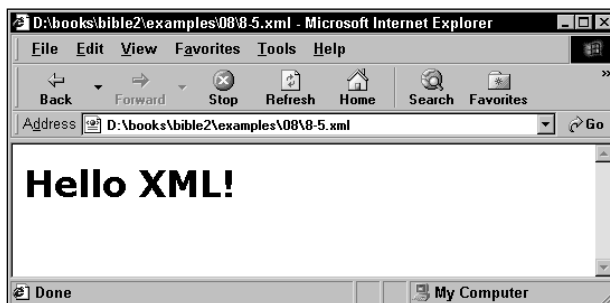 D:\books\bible2\examples\08\8-5.xml - Microsoft Internet Explorer
File Edit View Favorites Tools Help
Back Forward Stop Refresh Home Search Favorites »
Address D:\books\bible2\examples\08\8-5.xml Go
Hello XML!
Done My Computer